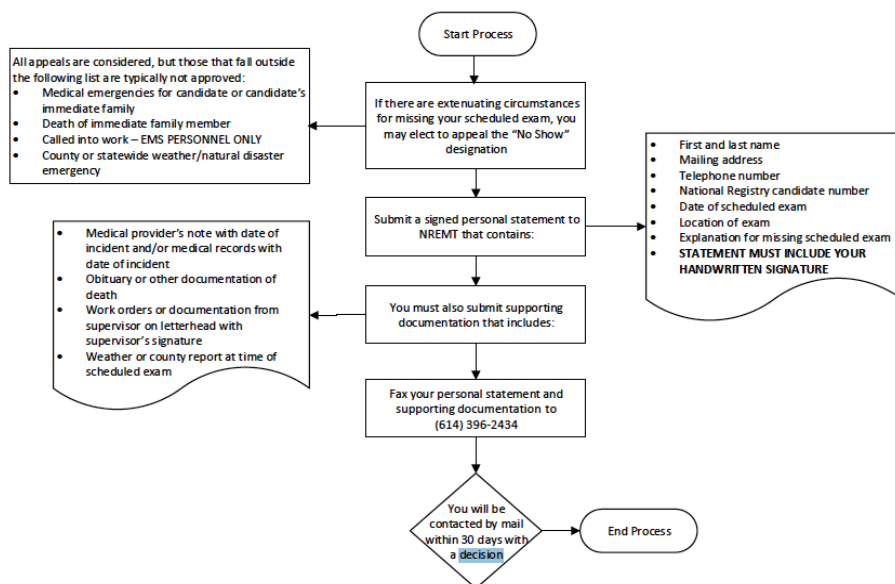 Start Process
All appeals are considered, but those that fall outside
the following list are typically not approved:
• Medical emergencies for candidate or candidate's
immediate family
• Death of immediate family member
• Called into work – EMS PERSONNEL ONLY
• County or statewide weather/natural disaster
emergency
If there are extenuating circumstances
for missing your scheduled exam, you
may elect to appeal the "No Show"
designation
Submit a signed personal statement to
NREMT that contains:
• First and last name
• Mailing address
• Telephone number
• National Registry candidate number
• Date of scheduled exam
• Location of exam
• Explanation for missing scheduled exam
• STATEMENT MUST INCLUDE YOUR
HANDWRITTEN SIGNATURE
• Medical provider's note with date of
incident and/or medical records with
date of incident
• Obituary or other documentation of
death
• Work orders or documentation from
supervisor on letterhead with
supervisor's signature
• Weather or county report at time of
scheduled exam
You must also submit supporting
documentation that includes:
Fax your personal statement and
supporting documentation to
(614) 396-2434
You will be
contacted by mail
within 30 days with
a decision
End Process